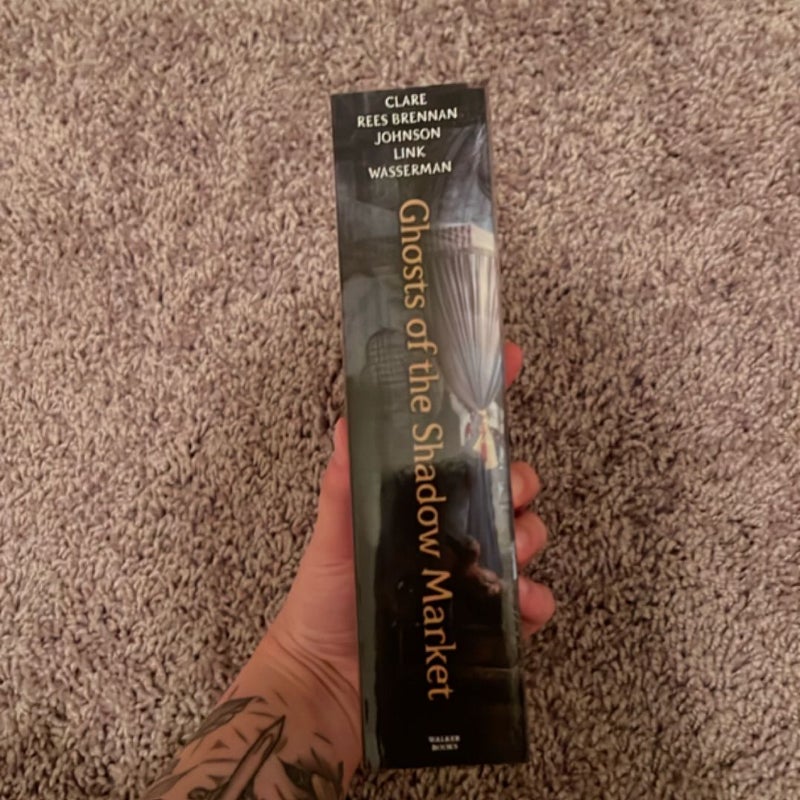 CLARE
REES BRENNAN
JOHNSON
LINK
WASSERMAN
Ghosts of the Shadow Market
WALKER
BOOKS